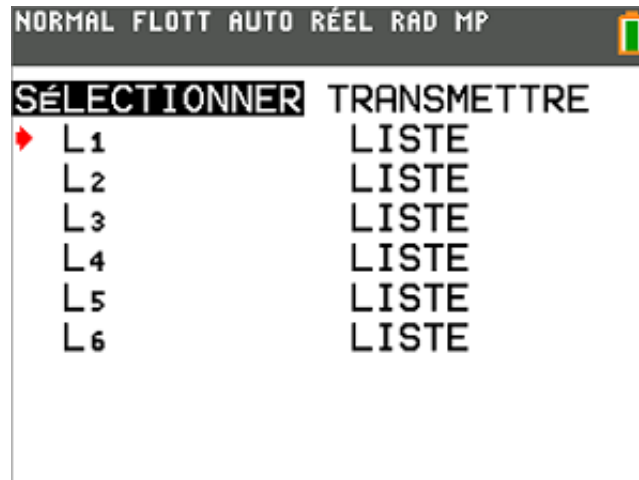 NORMAL FLOTT AUTO RÉEL RAD MP
SéLECTIONNER TRANSMETTRE
L1 LISTE
L2 LISTE
L3 LISTE
L4 LISTE
L5 LISTE
L6 LISTE